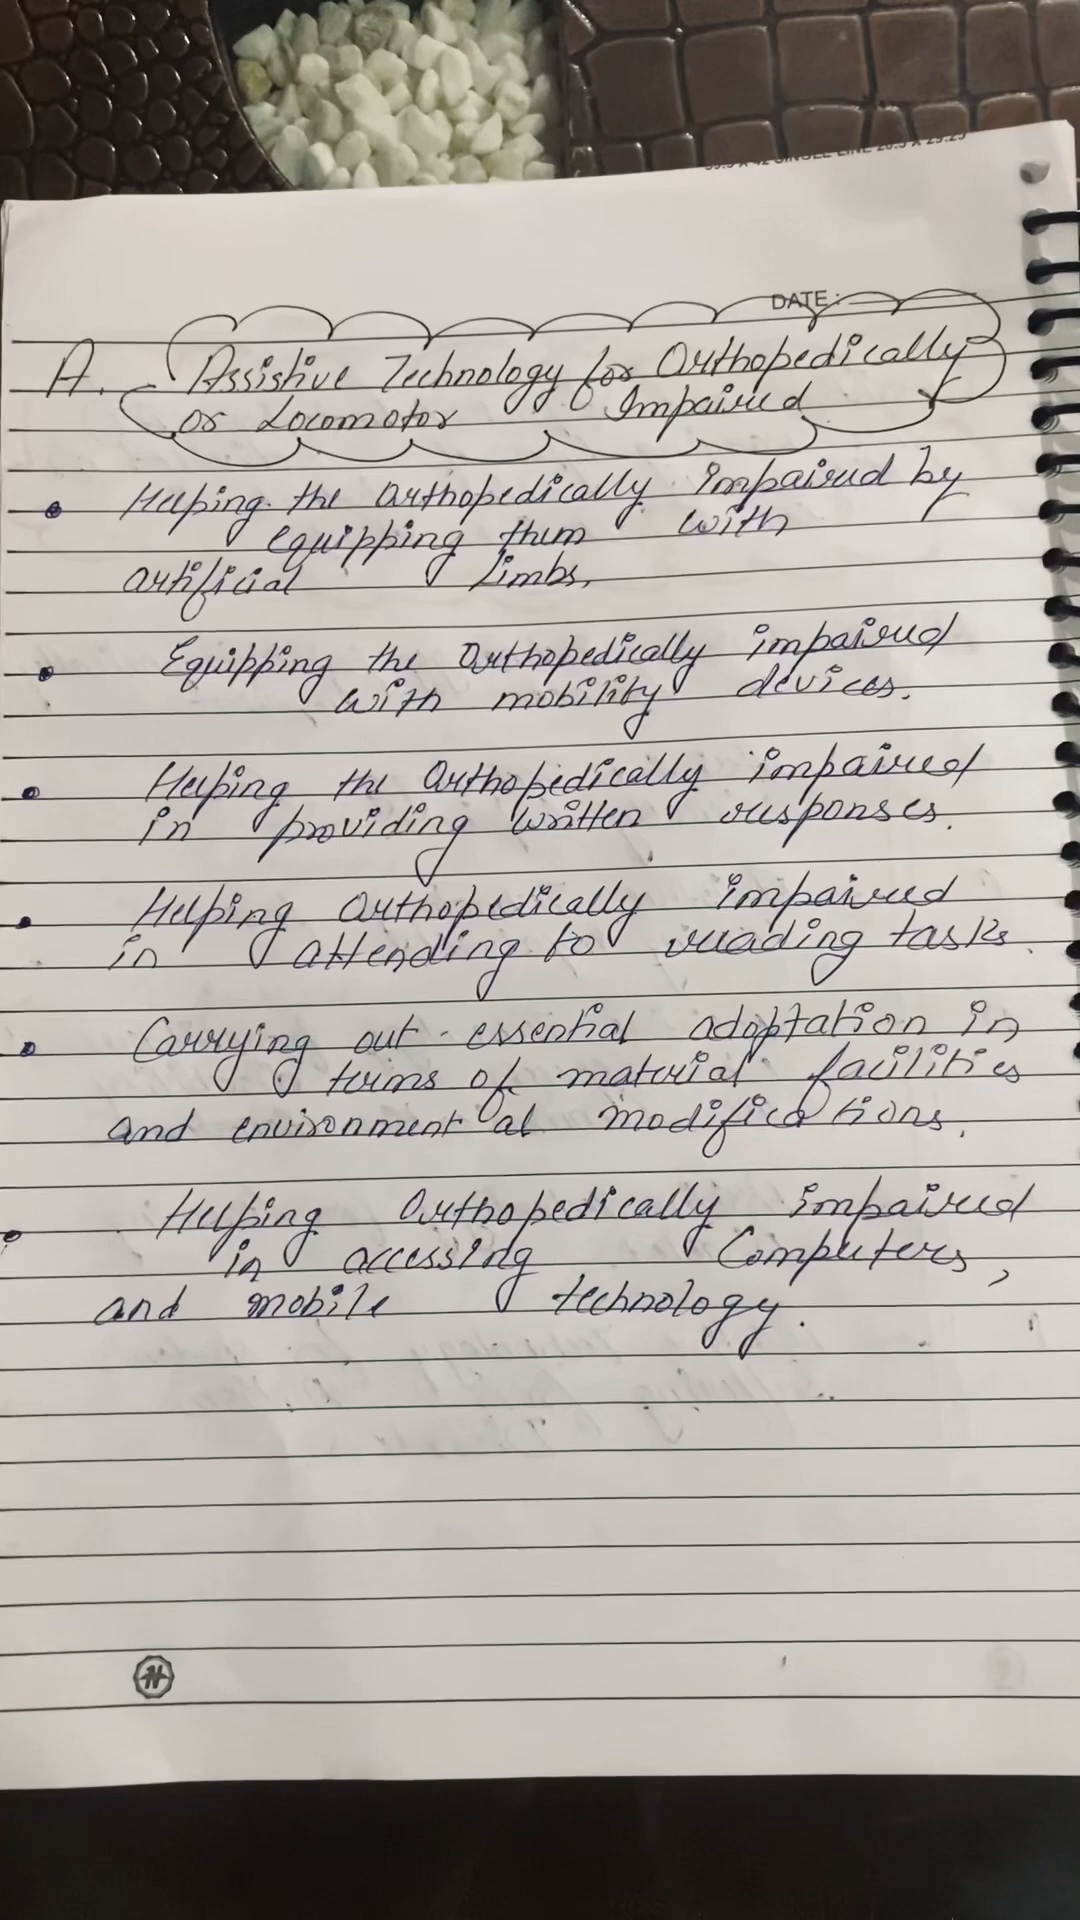 DATE :
A. Assistive Technology for Orthopedically
or Locomotor Impaired
• Helping the Orthopedically Impaired by
equipping them with
artificial limbs,
• Equipping the Orthopedically impaired
with mobility devices.
• Helping the Orthopedically impaired
in providing written responses.
• Helping Orthopedically impaired
in attending to reading tasks.
• Carrying out essential adoptation in
terms of material facilities
and environmental modifications.
• Helping Orthopedically impaired
in accessing Computers,
and mobile technology.